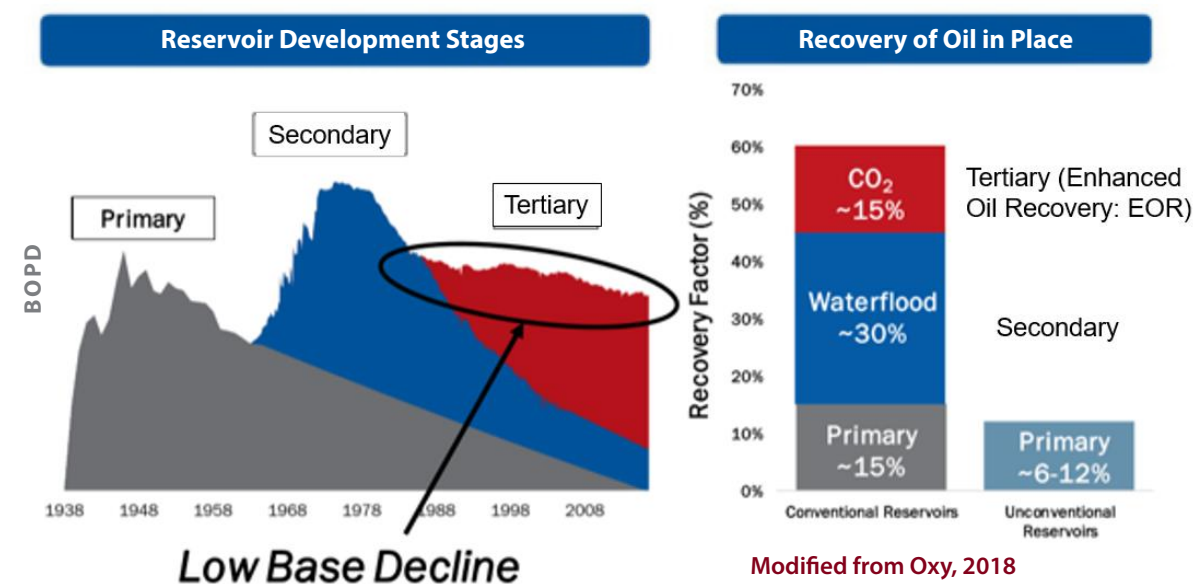 Reservoir Development Stages
Secondary
Primary
Tertiary
BOPD
1938 1948 1958 1968 1978 1988 1998 2008
Low Base Decline
Recovery of Oil in Place
Recovery Factor (%)
70%
60%
50%
40%
30%
20%
10%
0%
CO₂
~15%
Tertiary (Enhanced
Oil Recovery: EOR)
Waterflood
~30%
Secondary
Primary
~15%
Primary
~6-12%
Conventional Reservoirs
Unconventional
Reservoirs
Modified from Oxy, 2018